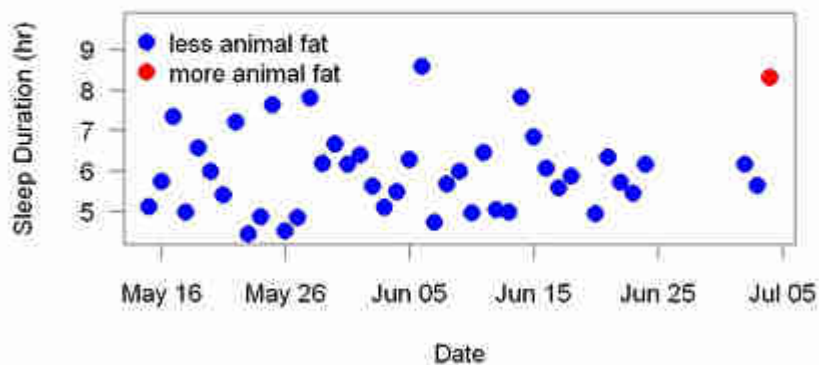 less animal fat
more animal fat
Sleep Duration (hr)
9
8
7
6
5
May 16 May 26 Jun 05 Jun 15 Jun 25 Jul 05
Date